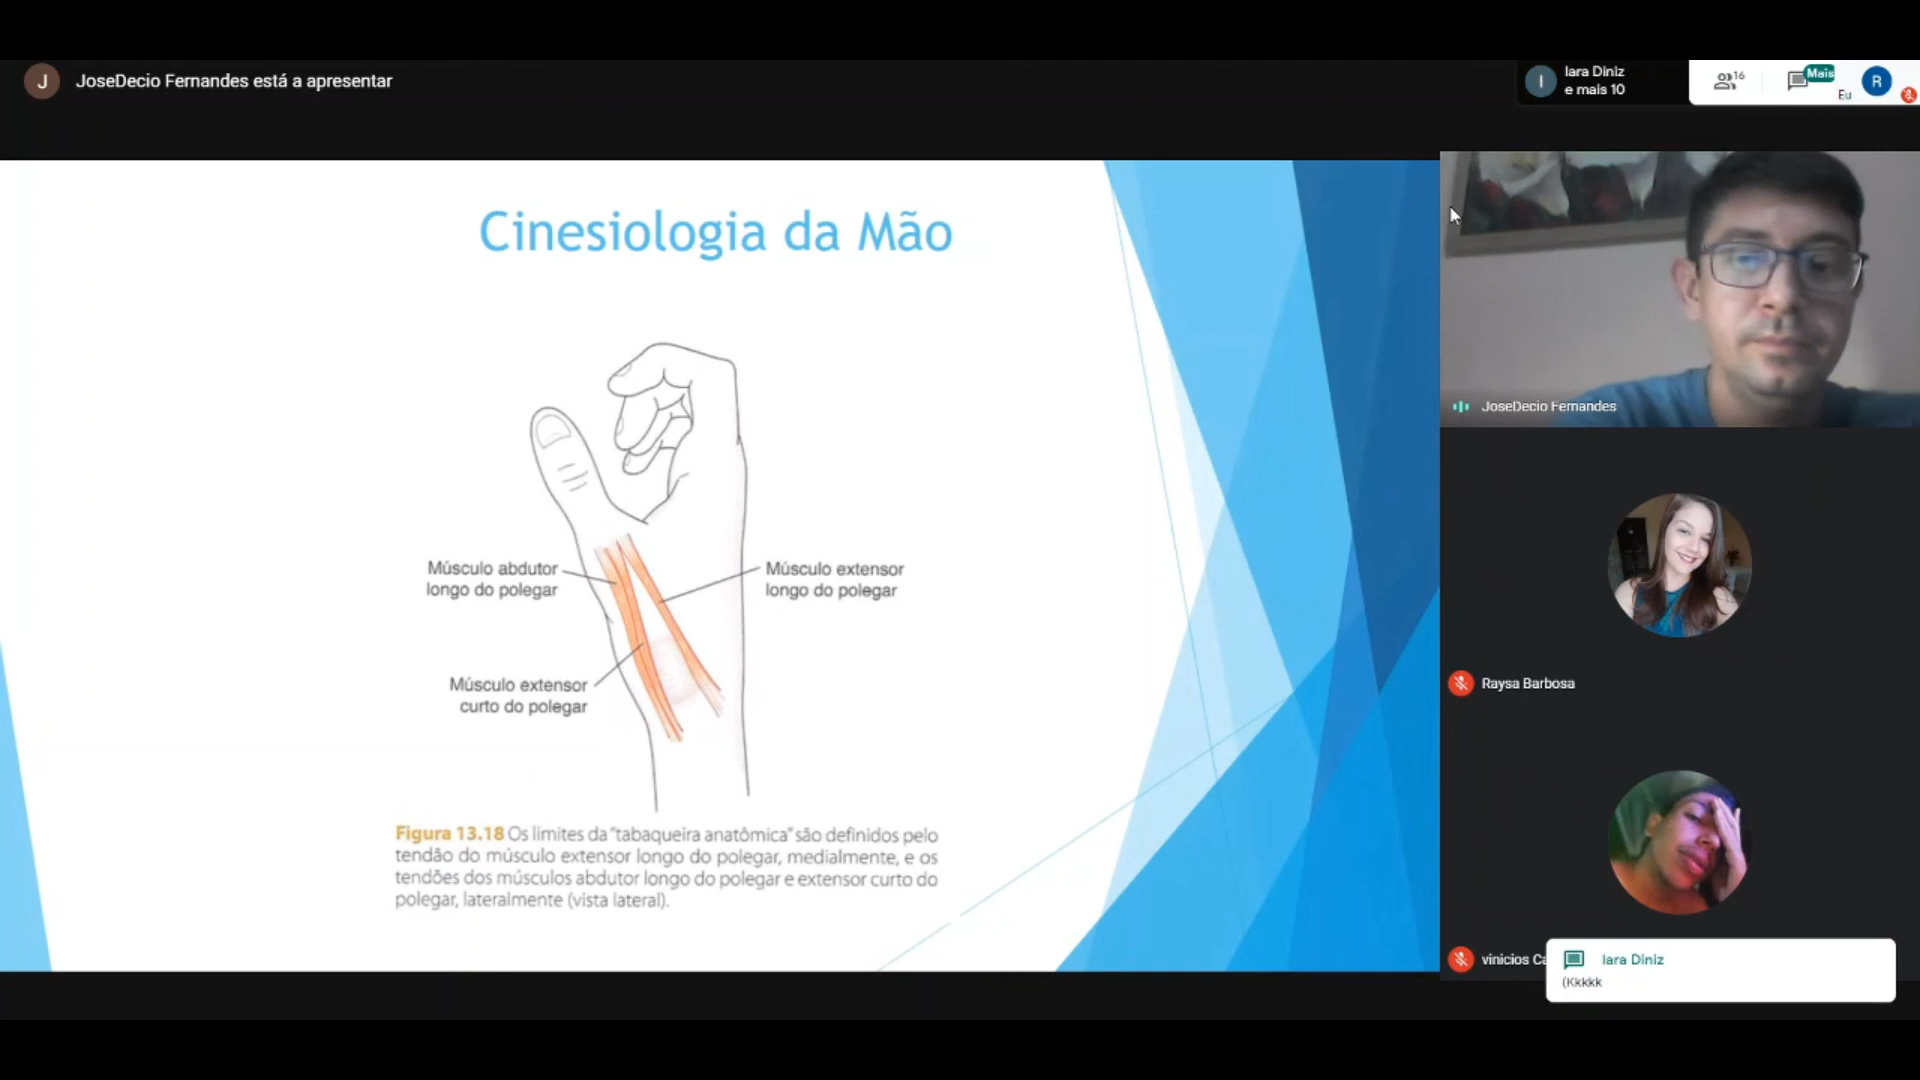 J
JoseDecio Fernandes está a apresentar
I
Iara Diniz
e mais 10
16
Mais
Eu
R
Cinesiologia da Mão
Músculo abdutor
longo do polegar
Músculo extensor
longo do polegar
Músculo extensor
curto do polegar
Figura 13.18 Os limites da "tabaqueira anatômica" são definidos pelo
tendão do músculo extensor longo do polegar, medialmente, e os
tendões dos músculos abdutor longo do polegar e extensor curto do
polegar, lateralmente (vista lateral).
JoseDecio Fernandes
Raysa Barbosa
vinicios Ca
Iara Diniz
(Kkkkk